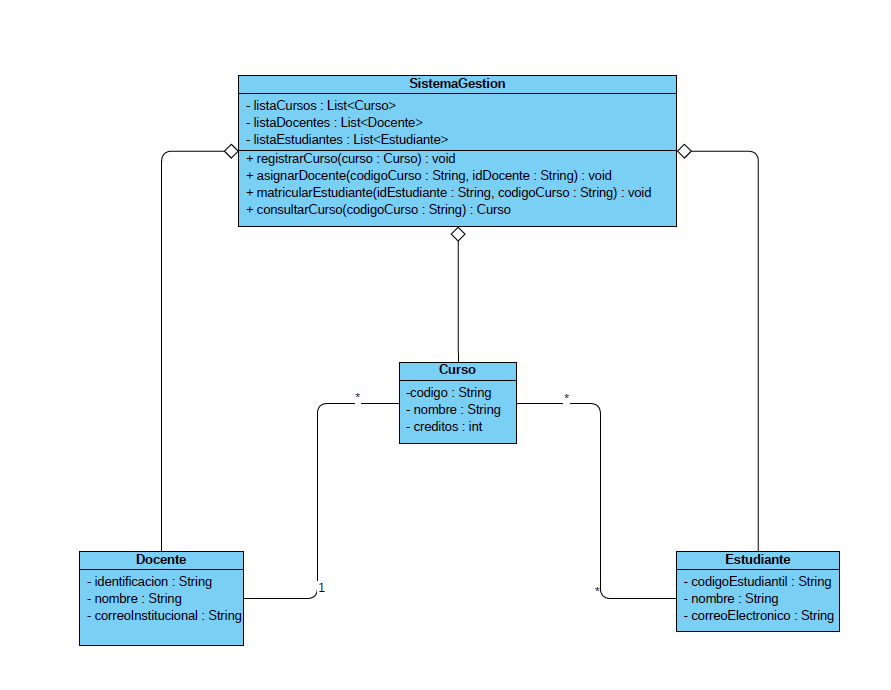 SistemaGestion
- listaCursos : List<Curso>
- listaDocentes : List<Docente>
- listaEstudiantes : List<Estudiante>
+ registrarCurso(curso : Curso) : void
+ asignarDocente(codigoCurso : String, idDocente : String) : void
+ matricularEstudiante(idEstudiante : String, codigoCurso : String) : void
+ consultarCurso(codigoCurso : String) : Curso
Curso
-codigo : String
- nombre : String
- creditos : int
*
*
Docente
- identificacion : String
- nombre : String
- correoInstitucional : String
1
*
Estudiante
- codigoEstudiantil : String
- nombre : String
- correoElectronico : String